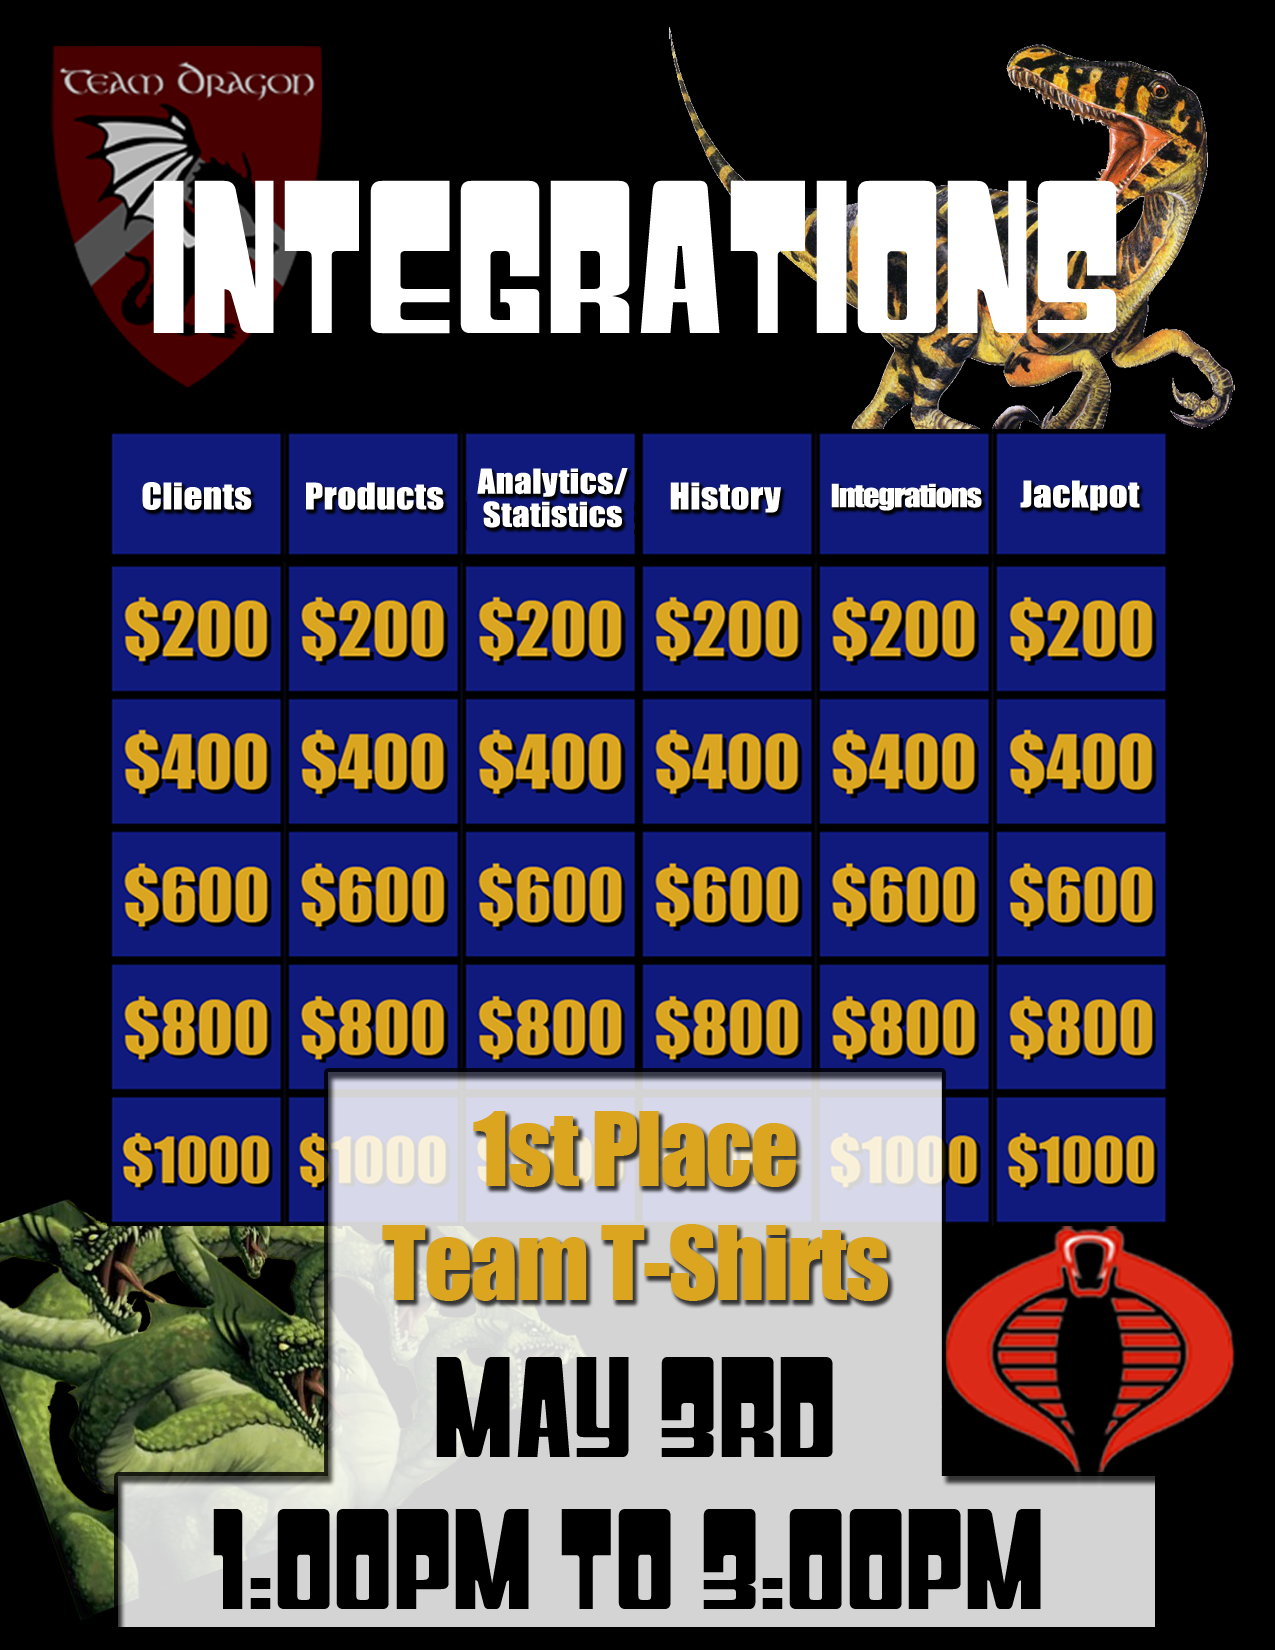 TEAM DRAGON
INTEGRATIONS
Clients Products Analytics/ History Integrations Jackpot
Statistics
$200 $200 $200 $200 $200 $200
$400 $400 $400 $400 $400 $400
$600 $600 $600 $600 $600 $600
$800 $800 $800 $800 $800 $800
$1000 $1000 $1000 $1000
1st Place
Team T-Shirts
MAY 3RD
1:00PM TO 3:00PM